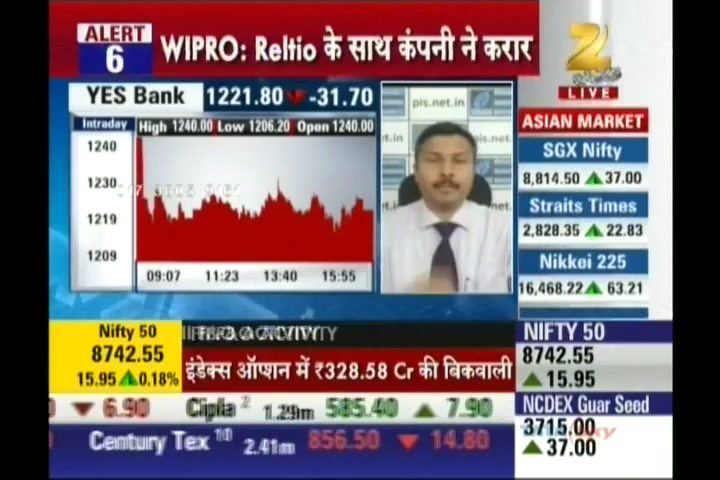 ALERT
6
WIPRO: Reltio के साथ कंपनी ने करार
LIVE
YES Bank 1221.80 -31.70
Intraday High 1240.00 Low 1206.20 Open 1240.00
1240
1230
1219
1209
09:07 11:23 13:40 15:55
pis.net.in
ASIAN MARKET
SGX Nifty
8,814.50 37.00
Straits Times
2,828.35 22.83
Nikkei 225
16,468.22 63.21
Nifty 50
8742.55
15.95 0.18%
इंडेक्स ऑप्शन में ₹328.58 Cr की बिकवाली
NIFTY 50
8742.55
15.95
6.90 Cipla 2 1.29m 585.40 7.90
NCDEX Guar Seed
3715.00
37.00
Century Tex 10 2.41m 856.50 14.80